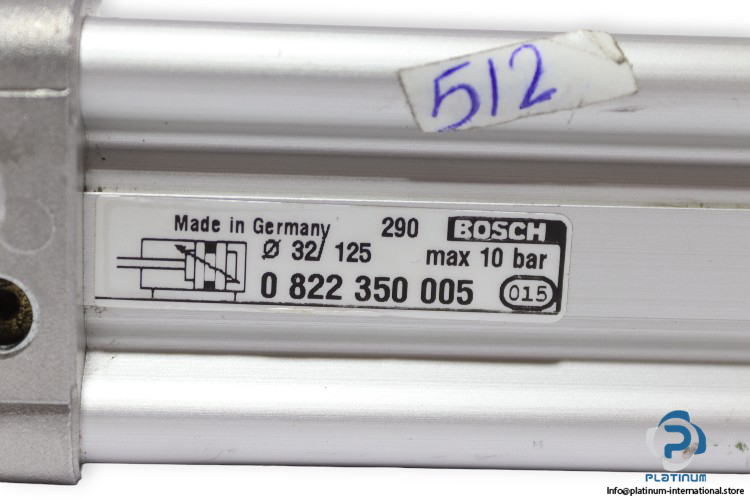 512
Made in Germany 290 BOSCH
Ø 32/125 max 10 bar
0 822 350 005 015
PLATINUM
Info@platinum-international.store